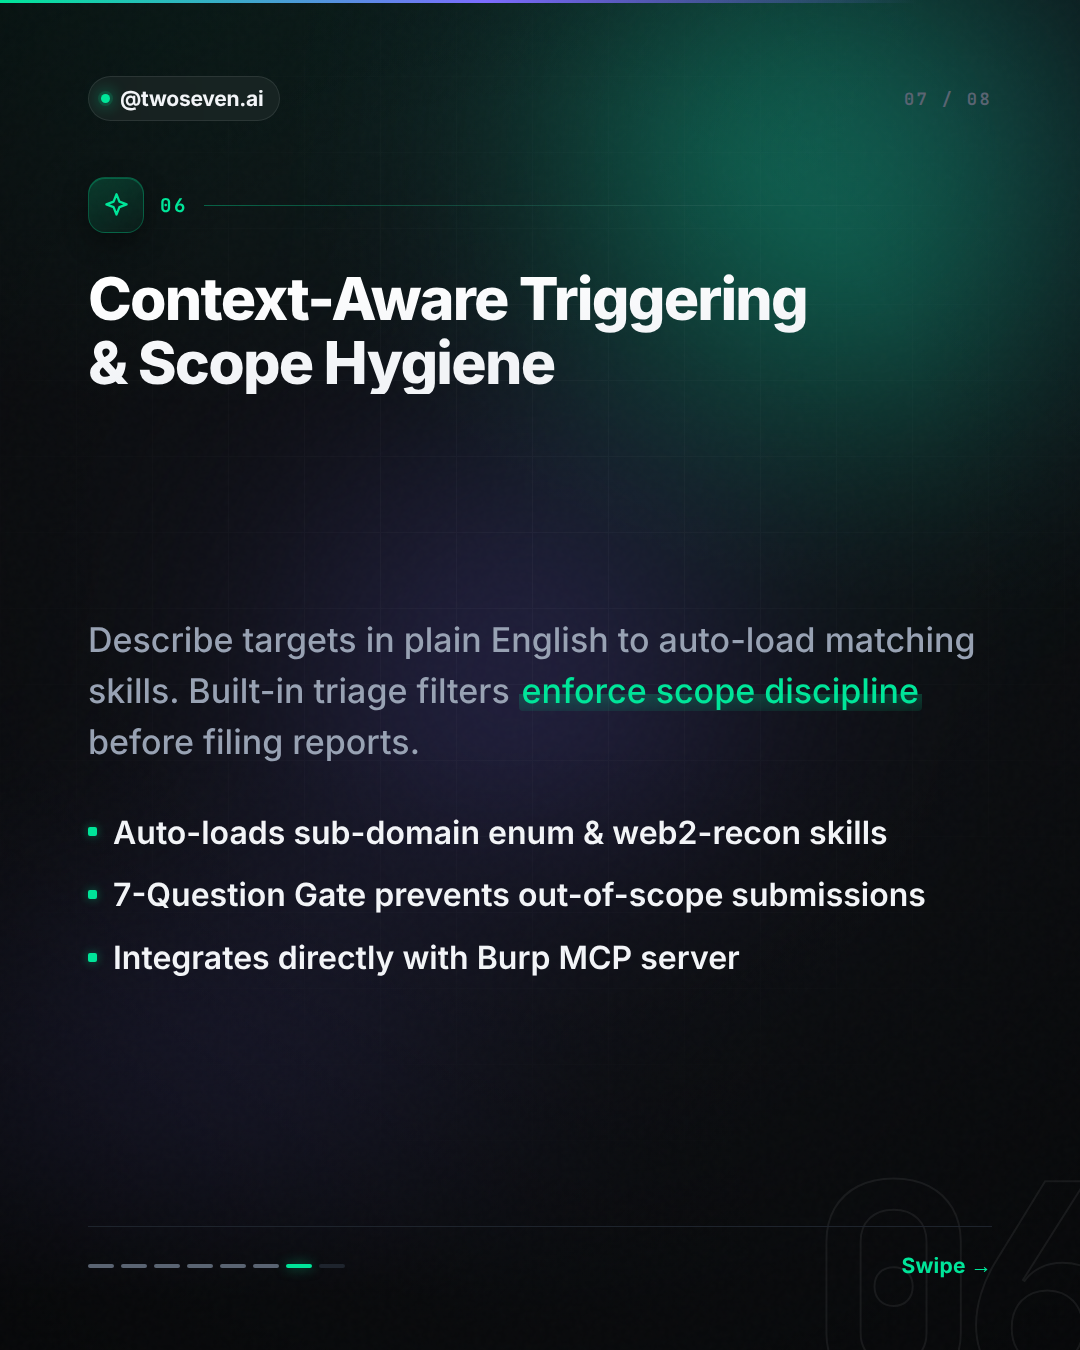 @twoseven.ai
07 / 08
06
Context-Aware Triggering
& Scope Hygiene
Describe targets in plain English to auto-load matching
skills. Built-in triage filters enforce scope discipline
before filing reports.
Auto-loads sub-domain enum & web2-recon skills
7-Question Gate prevents out-of-scope submissions
Integrates directly with Burp MCP server
Swipe →
06